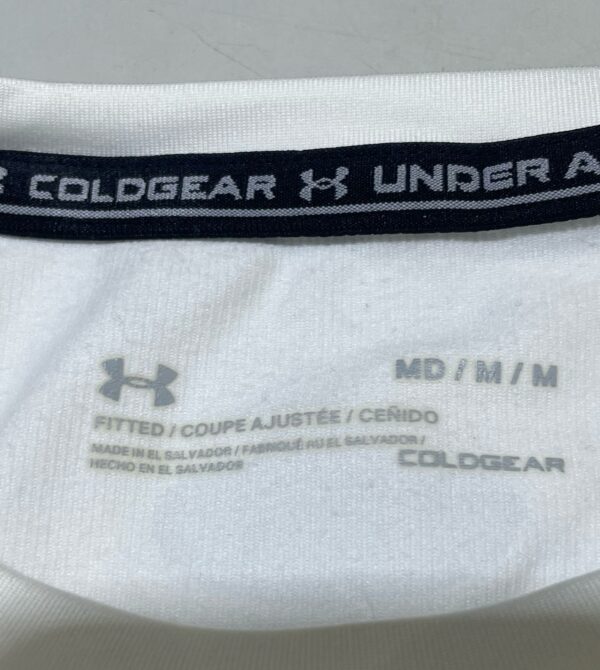 COLDGEAR UNDER A
MD / M / M
FITTED / COUPE AJUSTÉE / CEÑIDO
MADE IN EL SALVADOR / FABRIQUÉ AU EL SALVADOR /
HECHO EN EL SALVADOR
COLDGEAR